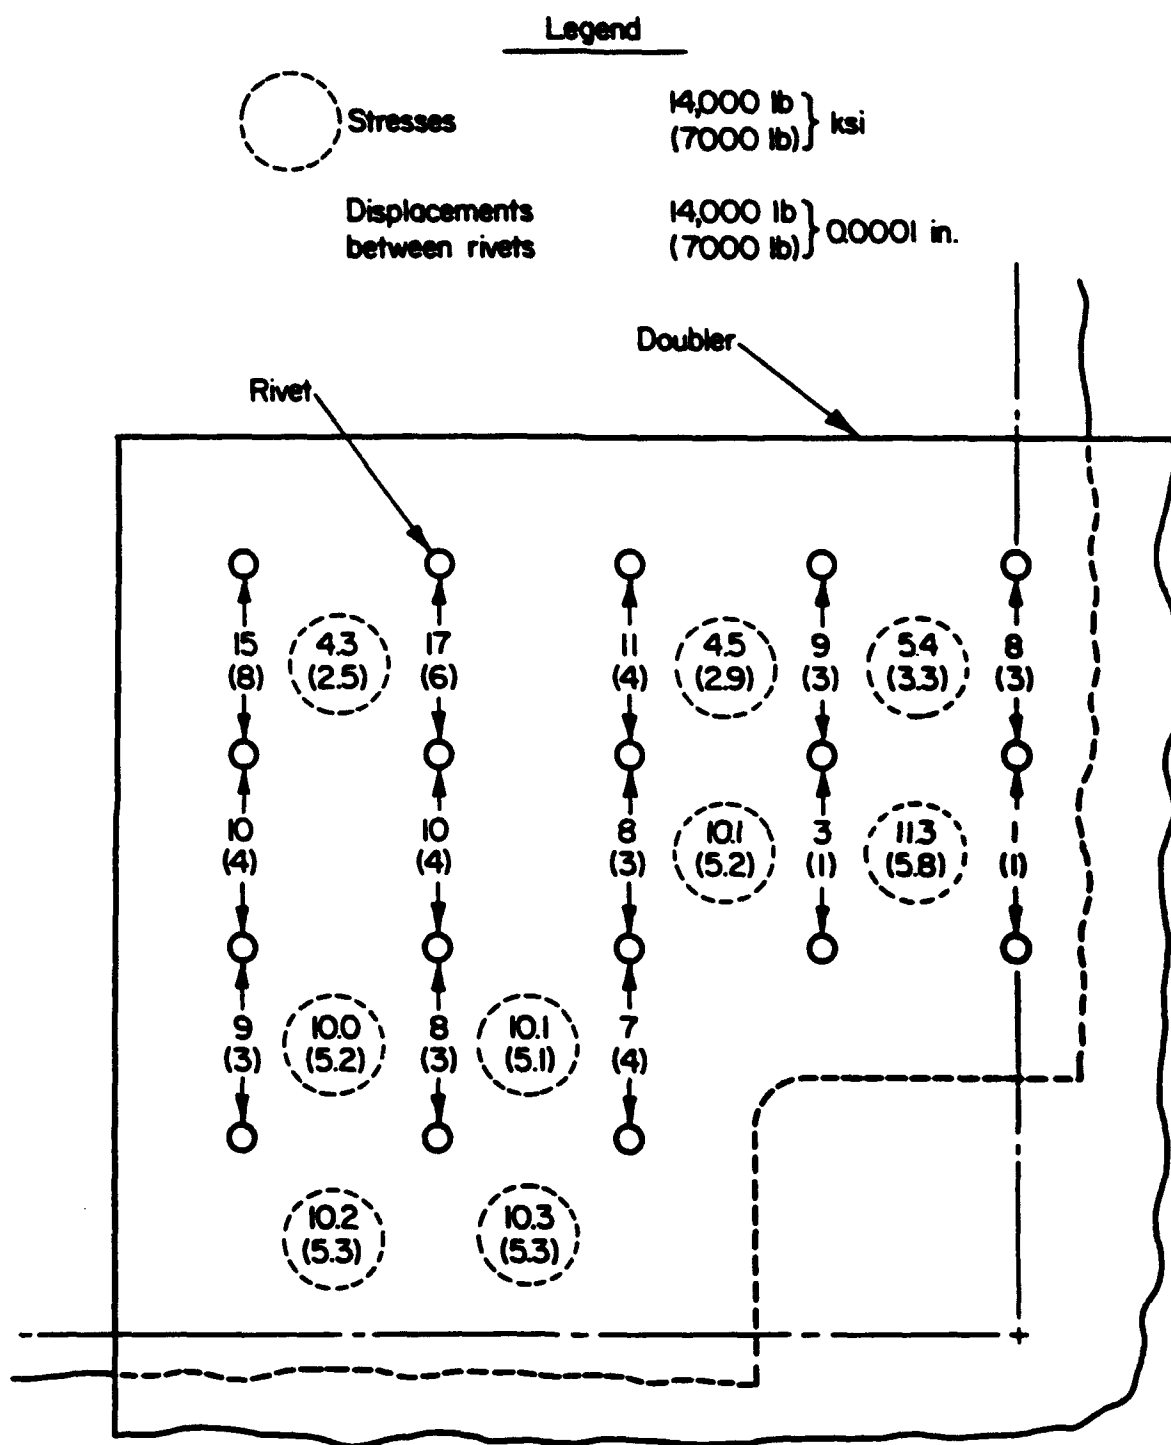 Legend
Stresses 14,000 lb
(7000 lb) ksi
Displacements 14,000 lb
between rivets (7000 lb) 0.0001 in.
Doubler
Rivet
15 4.3 17 11 4.5 9 5.4 8
(8) (2.5) (6) (4) (2.9) (3) (3.3) (3)
10 10 8 10.1 3 11.3 1
(4) (4) (3) (5.2) (1) (5.8) (1)
9 10.0 8 10.1 7
(3) (5.2) (3) (5.1) (4)
10.2 10.3
(5.3) (5.3)